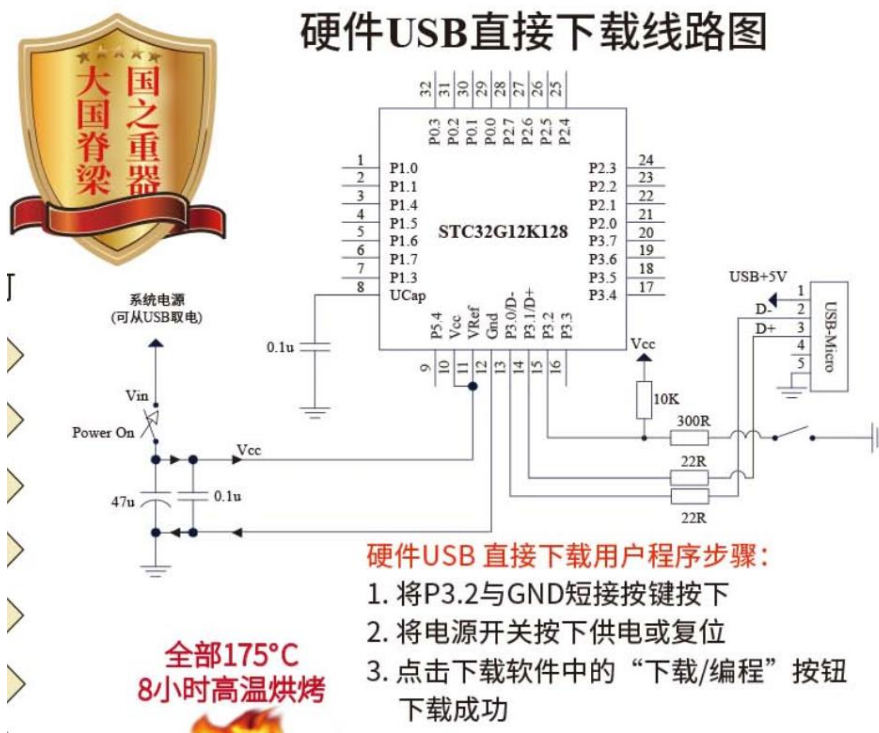 硬件USB直接下载线路图
国之重器
大国脊梁
32
31
30
29
28
27
26
25
P0.3
P0.2
P0.1
P0.0
P2.7
P2.6
P2.5
P2.4
1 P1.0
2 P1.1
3 P1.4
4 P1.5
5 P1.6
6 P1.7
7 P1.3
8 UCap
STC32G12K128
P2.3 24
P2.2 23
P2.1 22
P2.0 21
P3.7 20
P3.6 19
P3.5 18
P3.4 17
P5.4
Vcc
VRef
Gnd
P3.0/D-
P3.1/D+
P3.2
P3.3
9
10
11
12
13
14
15
16
系统电源
(可从USB取电)
0.1u
Vin
Power On
Vcc
47u
0.1u
USB+5V
D-
D+
1
2
3
4
5
USB-Micro
Vcc
10K
300R
22R
22R
硬件USB 直接下载用户程序步骤：
1. 将P3.2与GND短接按键按下
2. 将电源开关按下供电或复位
3. 点击下载软件中的“下载/编程”按钮
下载成功
全部175°C
8小时高温烘烤